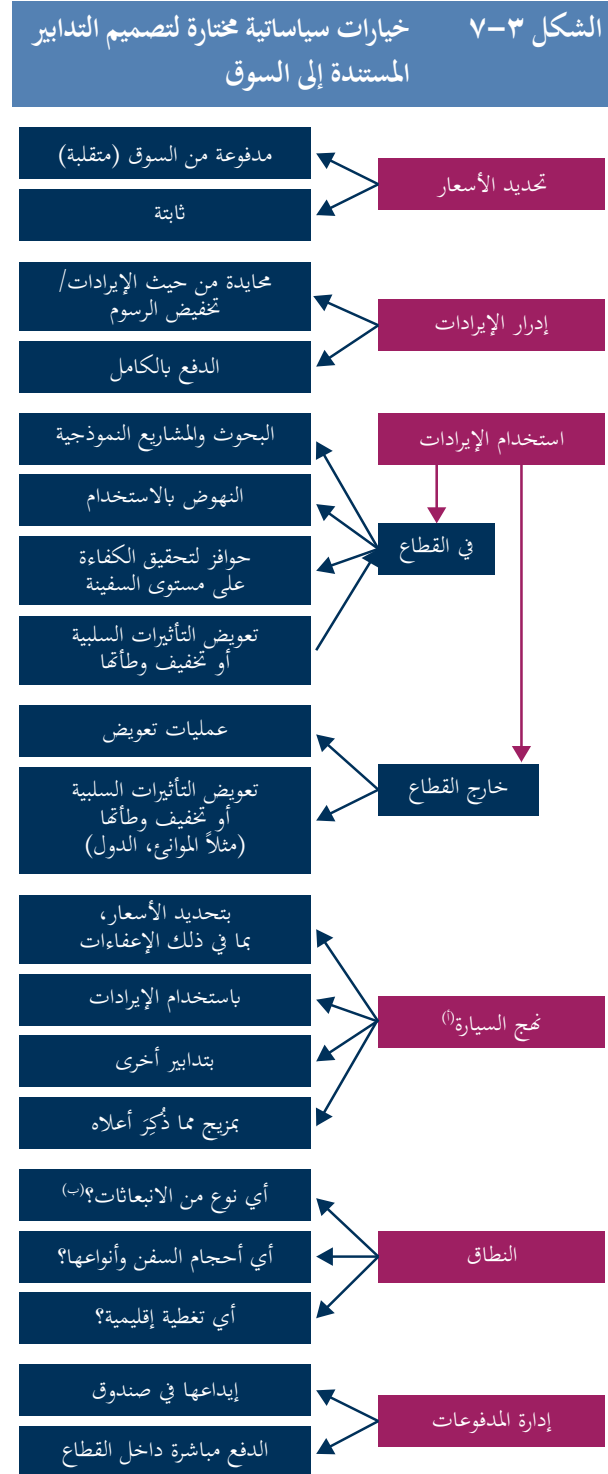 الشكل ٣-٧ خيارات سياساتية مختارة لتصميم التدابير
المستندة إلى السوق
تحديد الأسعار
مدفوعة من السوق (متقلبة)
ثابتة
إدرار الإيرادات
محايدة من حيث الإيرادات/
تخفيض الرسوم
الدفع بالكامل
استخدام الإيرادات
في القطاع
البحوث والمشاريع النموذجية
النهوض بالاستخدام
حوافز لتحقيق الكفاءة
على مستوى السفينة
تعويض التأثيرات السلبية
أو تخفيف وطأتها
خارج القطاع
عمليات تعويض
تعويض التأثيرات السلبية
أو تخفيف وطأتها
(مثلاً الموانئ، الدول)
نهج السيارة(أ)
بتحديد الأسعار،
بما في ذلك الإعفاءات
باستخدام الإيرادات
بتدابير أخرى
بمزيج مما ذُكِرَ أعلاه
النطاق
أي نوع من الانبعاثات؟(ب)
أي أحجام السفن وأنواعها؟
أي تغطية إقليمية؟
إدارة المدفوعات
إيداعها في صندوق
الدفع مباشرة داخل القطاع